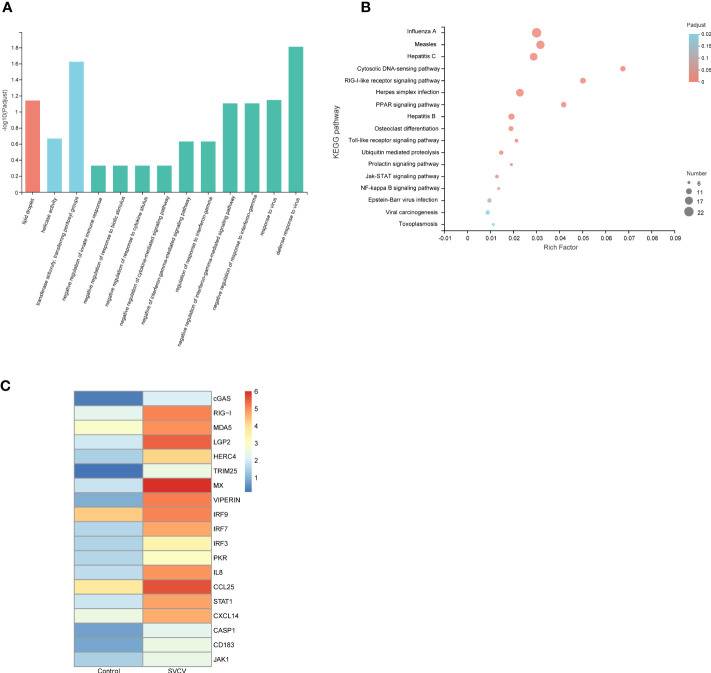 A
-log10(Padjust)
1.8
1.6
1.4
1.2
1
0.8
0.6
0.4
0.2
0
lipid droplet
helicase activity
transferase activity, transferring pentosyl groups
negative regulation of innate immune response
negative regulation of response to biotic stimulus
negative regulation of response to cytokine stimulus
negative regulation of cytokine-mediated signaling pathway
negative of interferon-gamma-mediated signaling pathway
regulation of response to interferon-gamma
negative regulation of interferon-gamma-mediated signaling pathway
negative regulation of response to interferon-gamma
response to virus
defense response to virus
B
KEGG pathway
Influenza A
Measles
Hepatitis C
Cytosolic DNA-sensing pathway
RIG-I-like receptor signaling pathway
Herpes simplex infection
PPAR signaling pathway
Hepatitis B
Osteoclast differentiation
Toll-like receptor signaling pathway
Ubiquitin mediated proteolysis
Prolactin signaling pathway
Jak-STAT signaling pathway
NF-kappa B signaling pathway
Epstein-Barr virus infection
Viral carcinogenesis
Toxoplasmosis
-0.01 0 0.01 0.02 0.03 0.04 0.05 0.06 0.07 0.08 0.09
Rich Factor
Padjust
0.02
0.15
0.1
0.05
0
Number
6
11
17
22
C
cGAS
RIG-I
MDA5
LGP2
HERC4
TRIM25
MX
VIPERIN
IRF9
IRF7
IRF3
PKR
IL8
CCL25
STAT1
CXCL14
CASP1
CD183
JAK1
Control SVCV
6
5
4
3
2
1